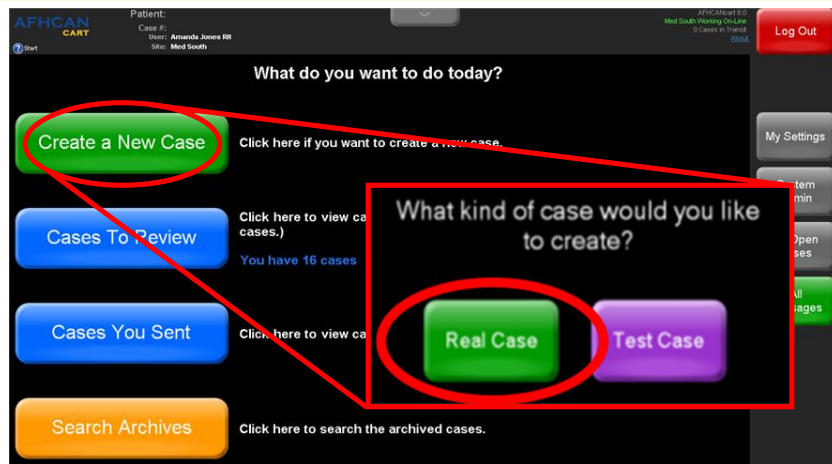 AFHCAN
CART
Start
Patient:
Case #:
User: Amanda Jones RN
Site: Med South
AFHCANcart 6.0
Med South Working On-Line
0 Cases in Transit
About
Log Out
What do you want to do today?
Create a New Case
Click here if you want to create a new case.
My Settings
Cases To Review
Click here to view
cases.)
You have 16 cases
What kind of case would you like
to create?
Real Case
Test Case
Cases You Sent
Click here to view
Search Archives
Click here to search the archived cases.